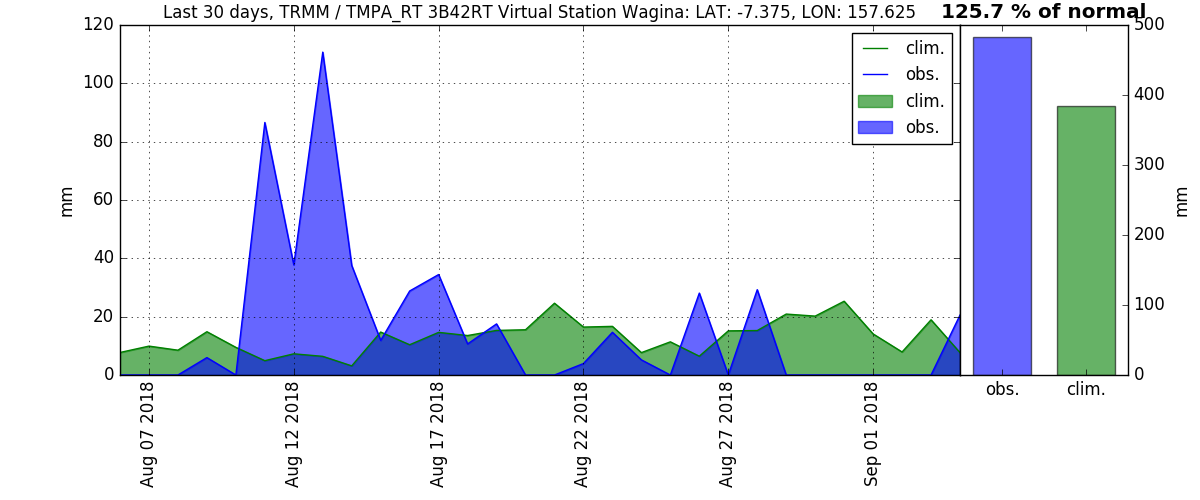 Last 30 days, TRMM / TMPA_RT 3B42RT Virtual Station Wagina: LAT: -7.375, LON: 157.625
125.7 % of normal
120
100
80
60
40
20
0
mm
clim.
obs.
clim.
obs.
Aug 07 2018
Aug 12 2018
Aug 17 2018
Aug 22 2018
Aug 27 2018
Sep 01 2018
500
400
300
200
100
0
mm
obs.
clim.